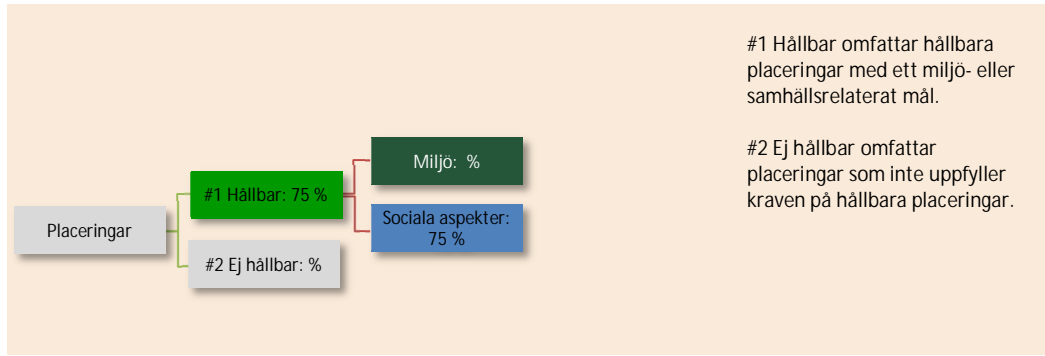 #1 Hållbar omfattar hållbara
placeringar med ett miljö- eller
samhällsrelaterat mål.
#2 Ej hållbar omfattar
placeringar som inte uppfyller
kraven på hållbara placeringar.
Placeringar
#1 Hållbar: 75 %
#2 Ej hållbar: %
Miljö: %
Sociala aspekter:
75 %